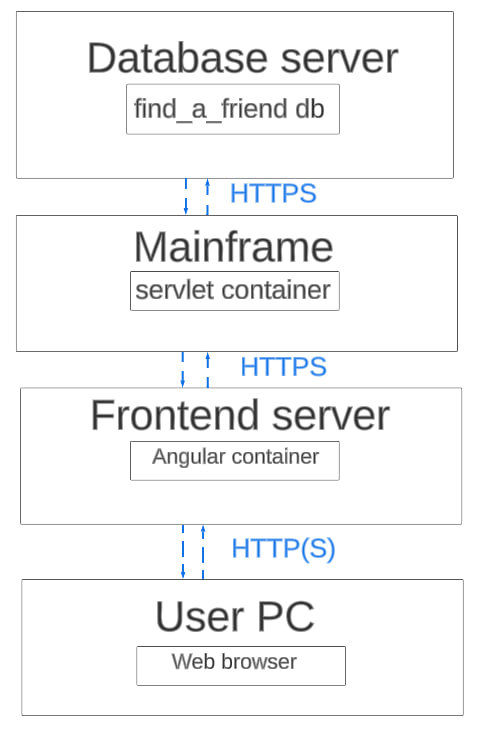 Database server
find_a_friend db
HTTPS
Mainframe
servlet container
HTTPS
Frontend server
Angular container
HTTP(S)
User PC
Web browser